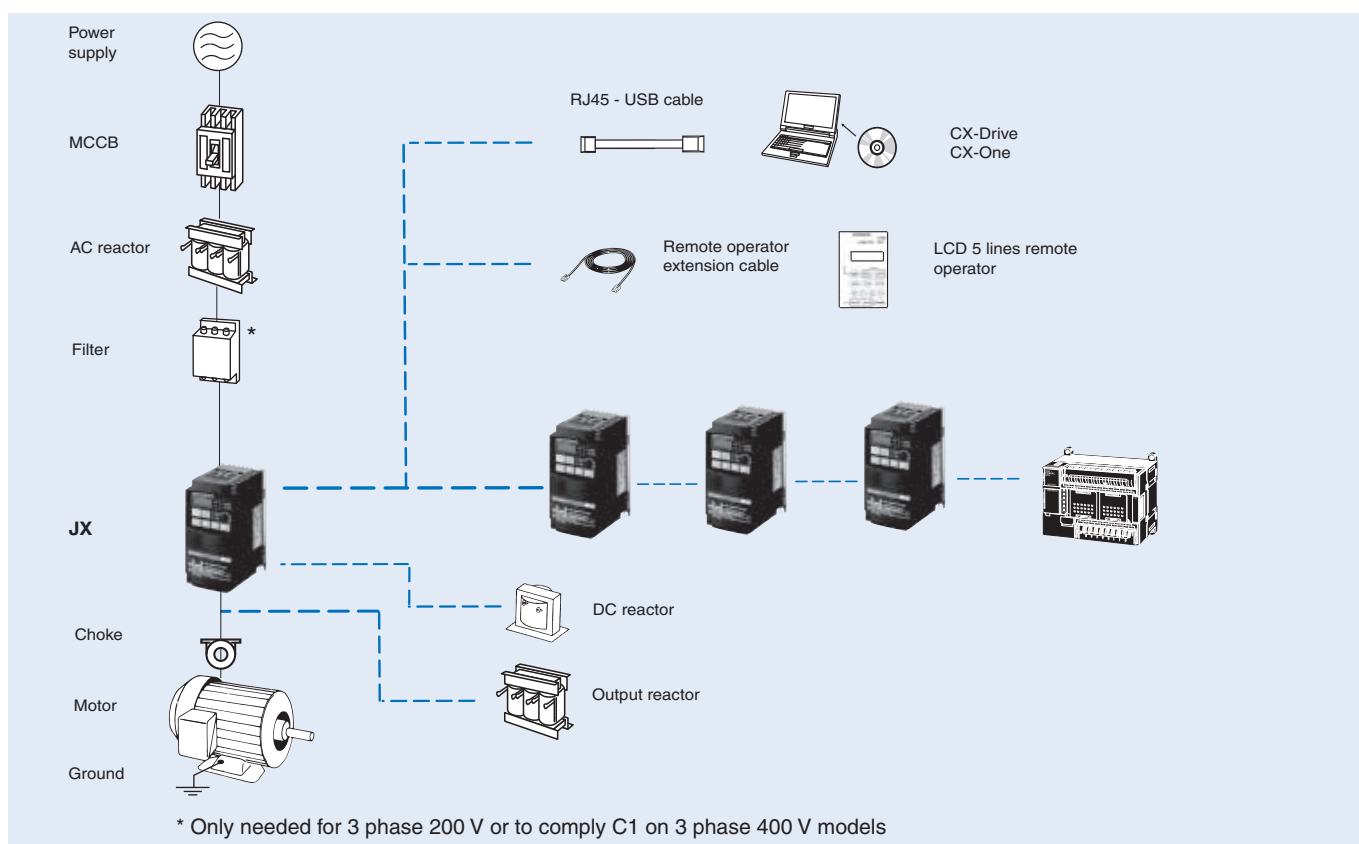 Power
supply
RJ45 - USB cable
MCCB
CX-Drive
CX-One
AC reactor
Remote operator
extension cable
LCD 5 lines remote
operator
*
Filter
JX
DC reactor
Choke
Output reactor
Motor
Ground
* Only needed for 3 phase 200 V or to comply C1 on 3 phase 400 V models